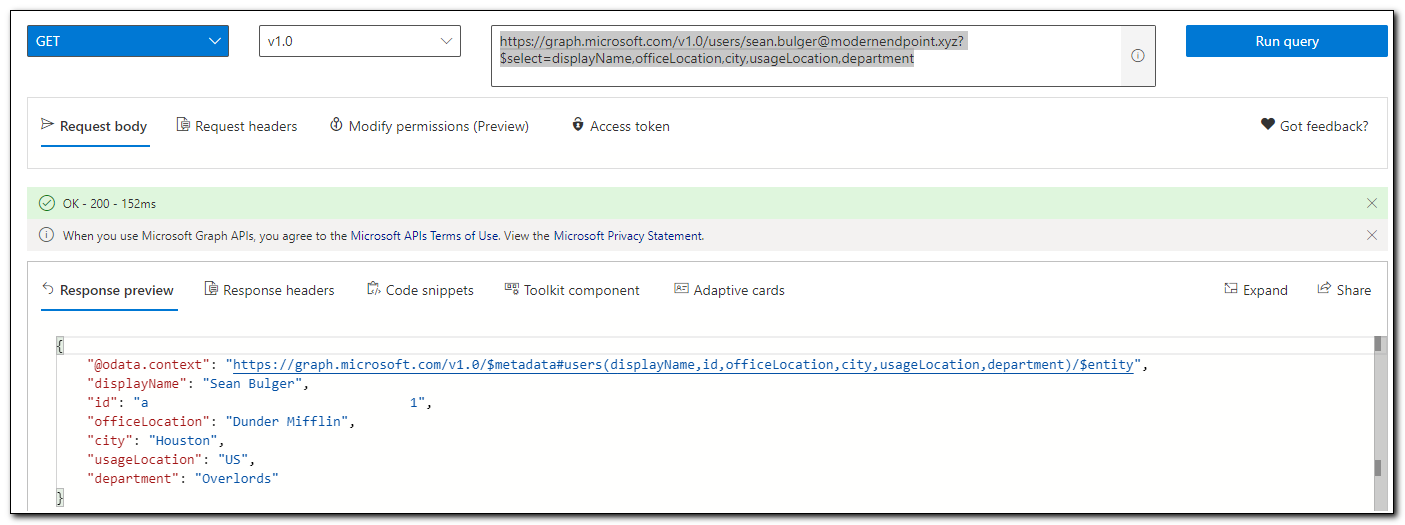 GET
v1.0
https://graph.microsoft.com/v1.0/users/sean.bulger@modernendpoint.xyz?
$select=displayName,officeLocation,city,usageLocation,department
Run query
Request body
Request headers
Modify permissions (Preview)
Access token
Got feedback?
OK - 200 - 152ms
When you use Microsoft Graph APIs, you agree to the Microsoft APIs Terms of Use. View the Microsoft Privacy Statement.
Response preview
Response headers
Code snippets
Toolkit component
Adaptive cards
Expand
Share
{
"@odata.context": "https://graph.microsoft.com/v1.0/$metadata#users(displayName,id,officeLocation,city,usageLocation,department)/$entity",
"displayName": "Sean Bulger",
"id": "a 1",
"officeLocation": "Dunder Mifflin",
"city": "Houston",
"usageLocation": "US",
"department": "Overlords"
}